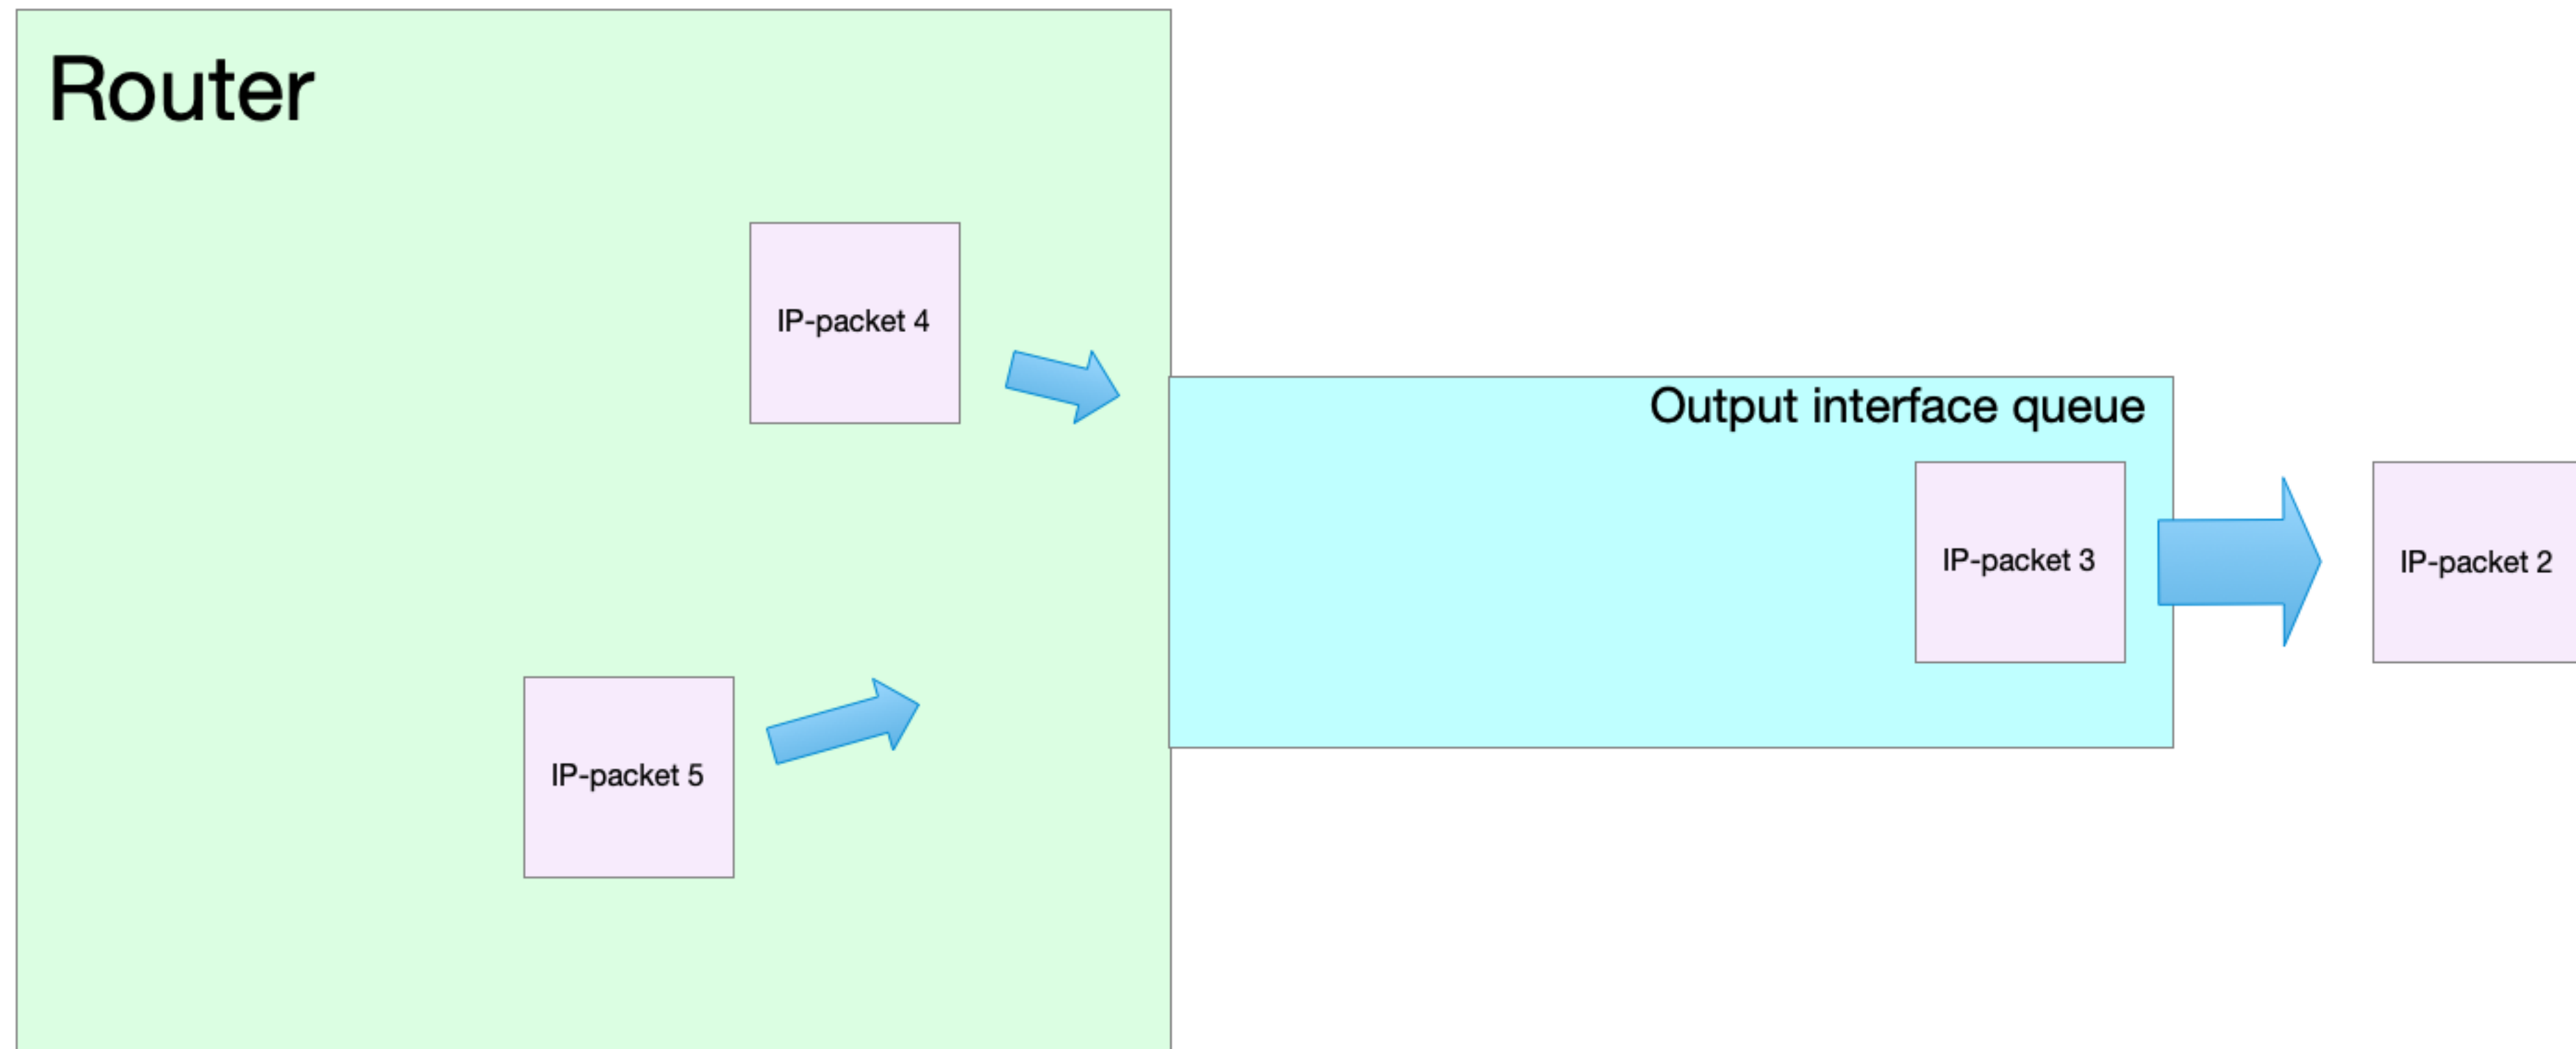 Router
IP-packet 4
Output interface queue
IP-packet 3
IP-packet 2
IP-packet 5